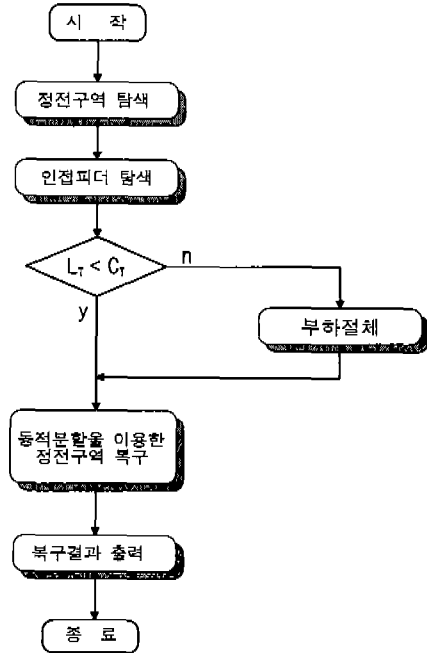 시 작
정전구역 탐색
인접피더 탐색
L_T < C_T
n
y
부하절체
동적분할을 이용한
정전구역 복구
복구결과 출력
종 료